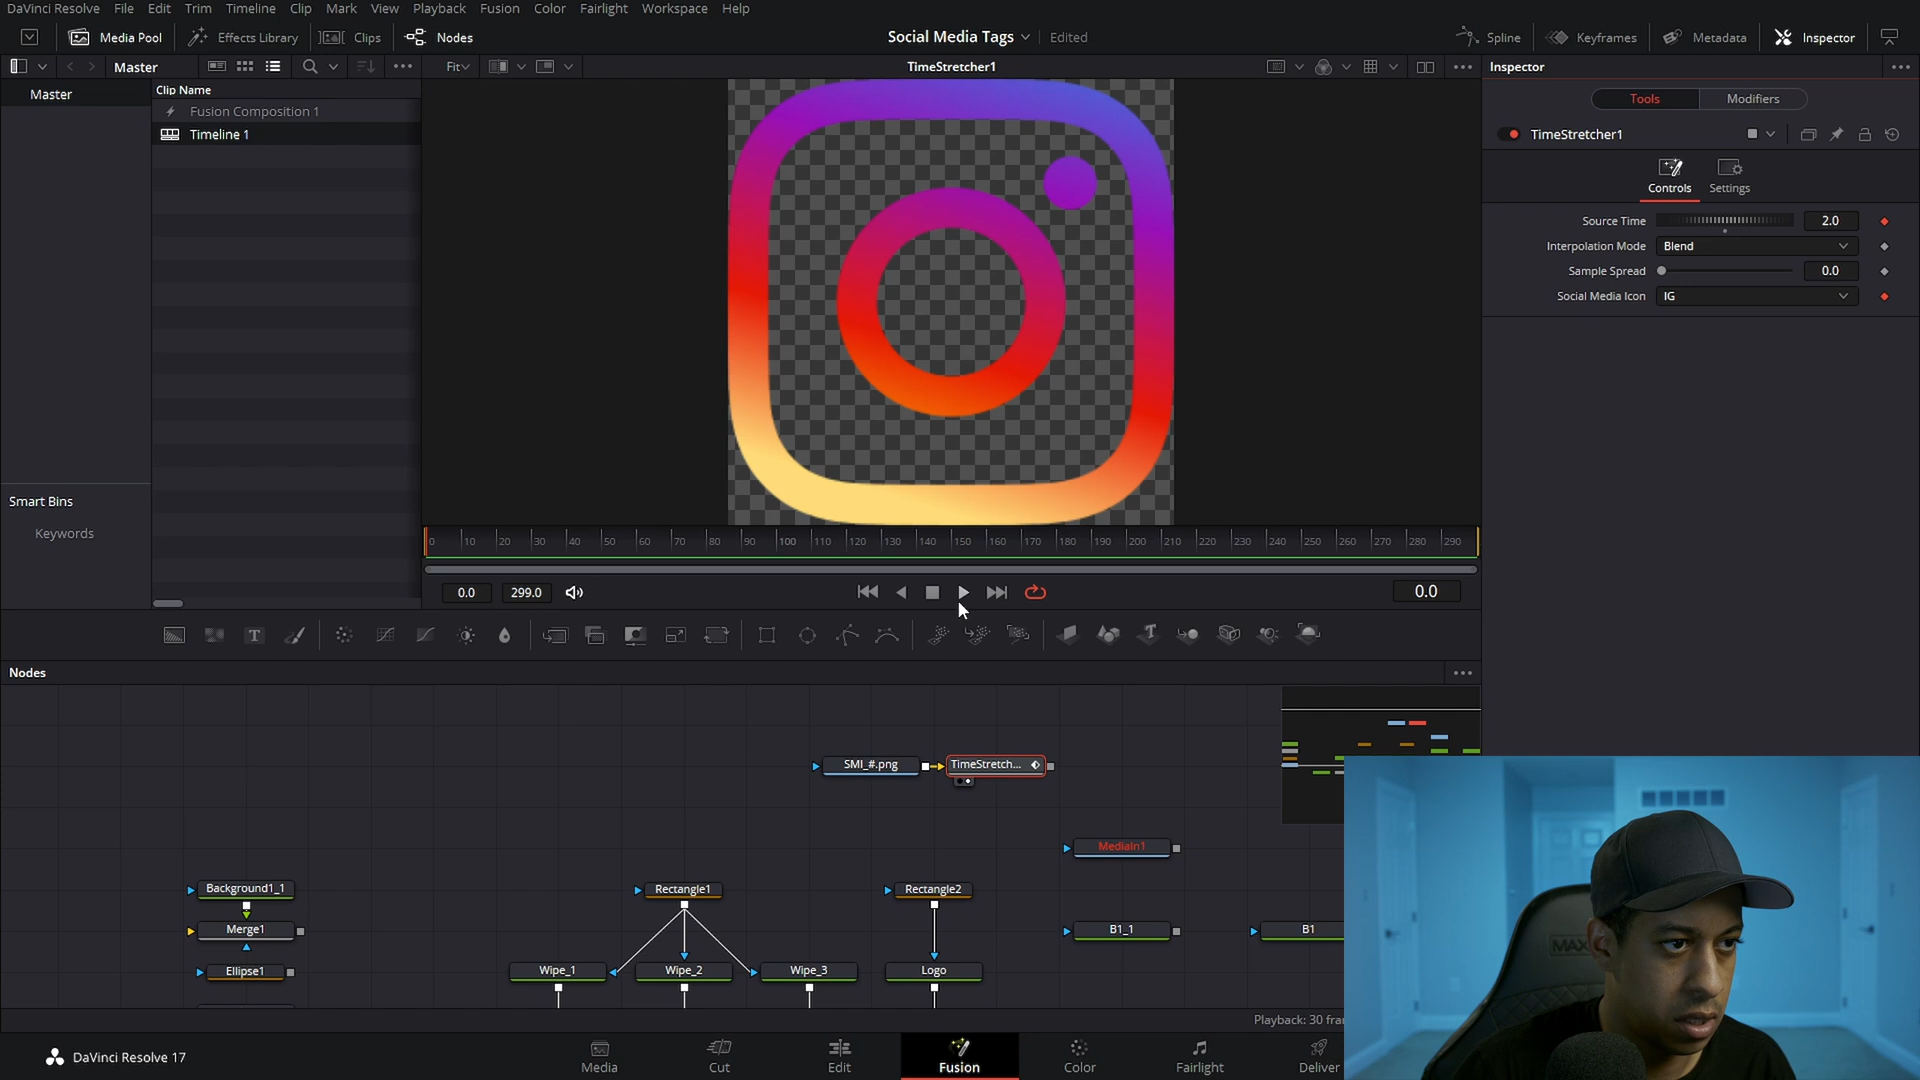 DaVinci Resolve File Edit Trim Timeline Clip Mark View Playback Fusion Color Fairlight Workspace Help
Media Pool Effects Library Clips Nodes Social Media Tags Edited Spline Keyframes Metadata Inspector
Master Fit TimeStretcher1 Inspector
Master Clip Name
Fusion Composition 1
Timeline 1
Tools Modifiers
TimeStretcher1
Controls Settings
Source Time 2.0
Interpolation Mode Blend
Sample Spread 0.0
Social Media Icon IG
Smart Bins
Keywords
0 10 20 30 40 50 60 70 80 90 100 110 120 130 140 150 160 170 180 190 200 210 220 230 240 250 260 270 280 290
0.0 299.0 0.0
T
Nodes
SMI_#.png TimeStretch...
MediaIn1
Background1_1 Rectangle1 Rectangle2
Merge1 B1_1 B1
Ellipse1 Wipe_1 Wipe_2 Wipe_3 Logo
Playback: 30 fra
DaVinci Resolve 17 Media Cut Edit Fusion Color Fairlight Deliver